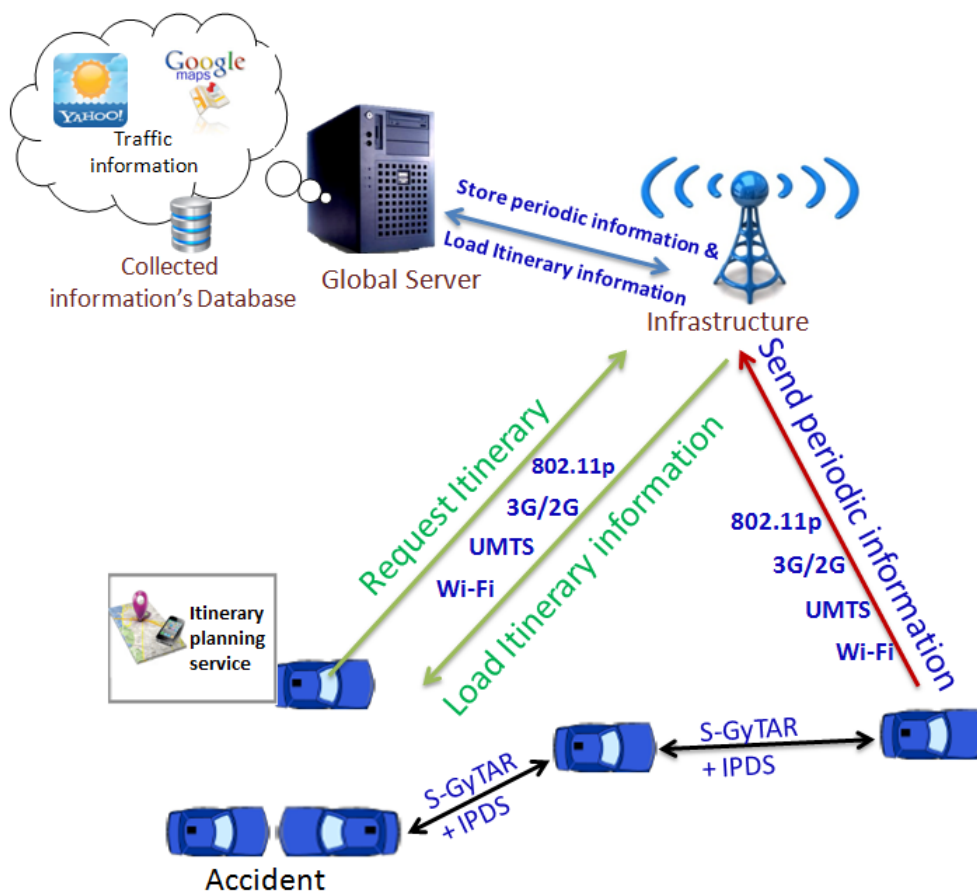 Google
maps
YAHOO!
Traffic
information
Collected
information's Database
Global Server
Store periodic information &
Load Itinerary information
Infrastructure
Request Itinerary
802.11p
3G/2G
UMTS
Wi-Fi
Load Itinerary information
Send periodic information
802.11p
3G/2G
UMTS
Wi-Fi
Itinerary
planning
service
S-GyTAR
+ IPDS
S-GyTAR
+ IPDS
Accident